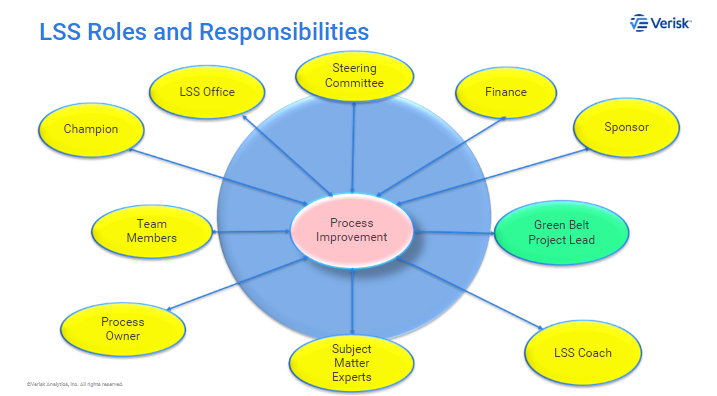 LSS Roles and Responsibilities
Verisk
Steering
Committee
LSS Office
Finance
Champion
Sponsor
Team
Members
Process
Improvement
Green Belt
Project Lead
Process
Owner
Subject
Matter
Experts
LSS Coach
©Verisk Analytics, Inc. All rights reserved.